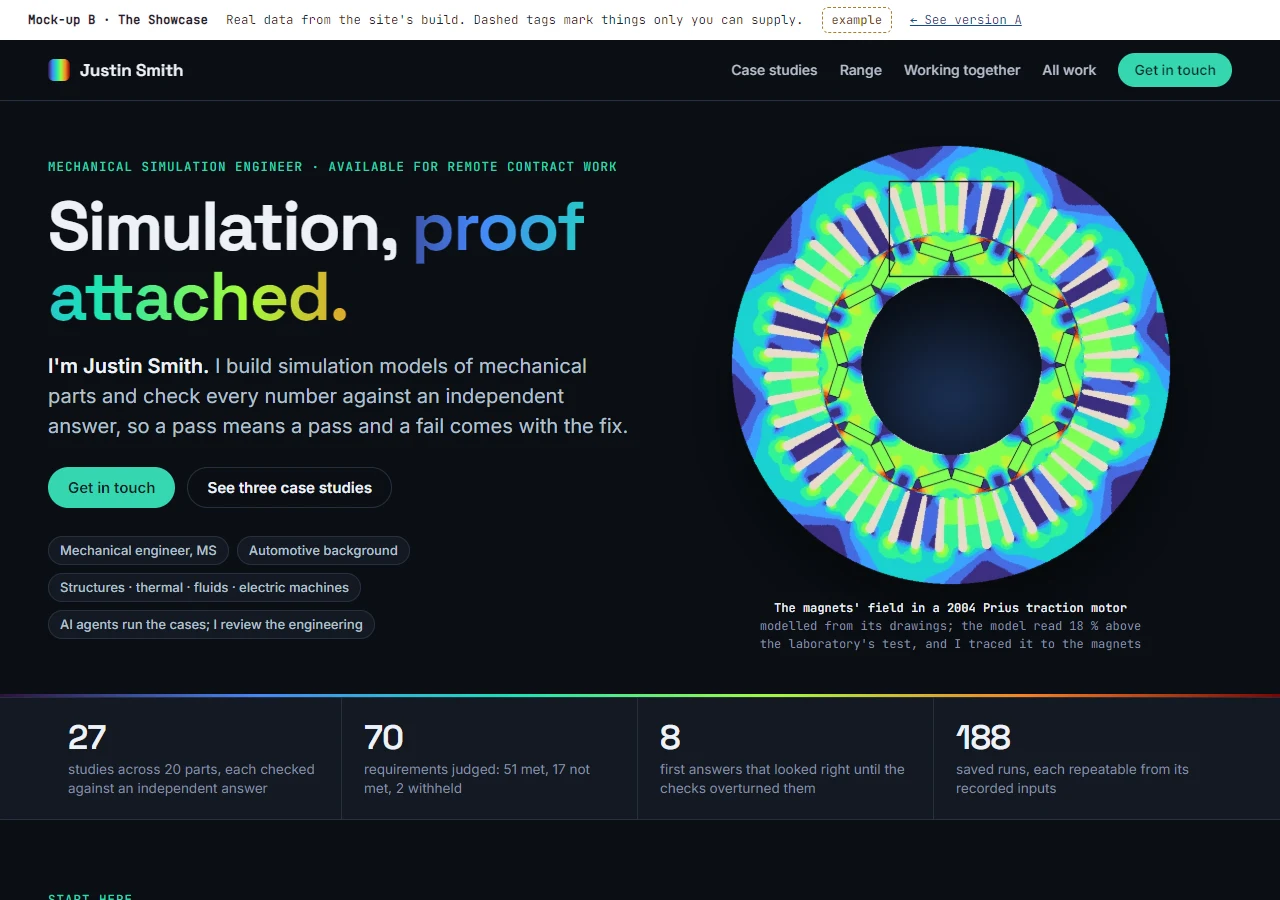 Mock-up B · The Showcase Real data from the site's build. Dashed tags mark things only you can supply. example ← See version A
Justin Smith Case studies Range Working together All work Get in touch
MECHANICAL SIMULATION ENGINEER · AVAILABLE FOR REMOTE CONTRACT WORK
Simulation, proof
attached.
I'm Justin Smith. I build simulation models of mechanical
parts and check every number against an independent
answer, so a pass means a pass and a fail comes with the fix.
Get in touch See three case studies
Mechanical engineer, MS Automotive background
Structures · thermal · fluids · electric machines
AI agents run the cases; I review the engineering
The magnets' field in a 2004 Prius traction motor
modelled from its drawings; the model read 18 % above
the laboratory's test, and I traced it to the magnets
27
studies across 20 parts, each checked
against an independent answer
70
requirements judged: 51 met, 17 not
met, 2 withheld
8
first answers that looked right until the
checks overturned them
188
saved runs, each repeatable from its
recorded inputs
START HERE